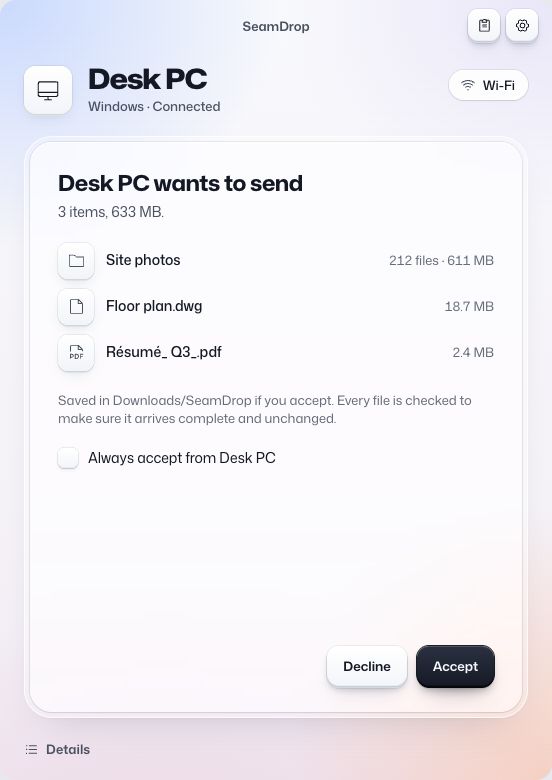 SeamDrop
Desk PC
Windows · Connected
Wi-Fi
Desk PC wants to send
3 items, 633 MB.
Site photos
212 files · 611 MB
Floor plan.dwg
18.7 MB
PDF
Résumé_ Q3_.pdf
2.4 MB
Saved in Downloads/SeamDrop if you accept. Every file is checked to
make sure it arrives complete and unchanged.
Always accept from Desk PC
Decline
Accept
Details